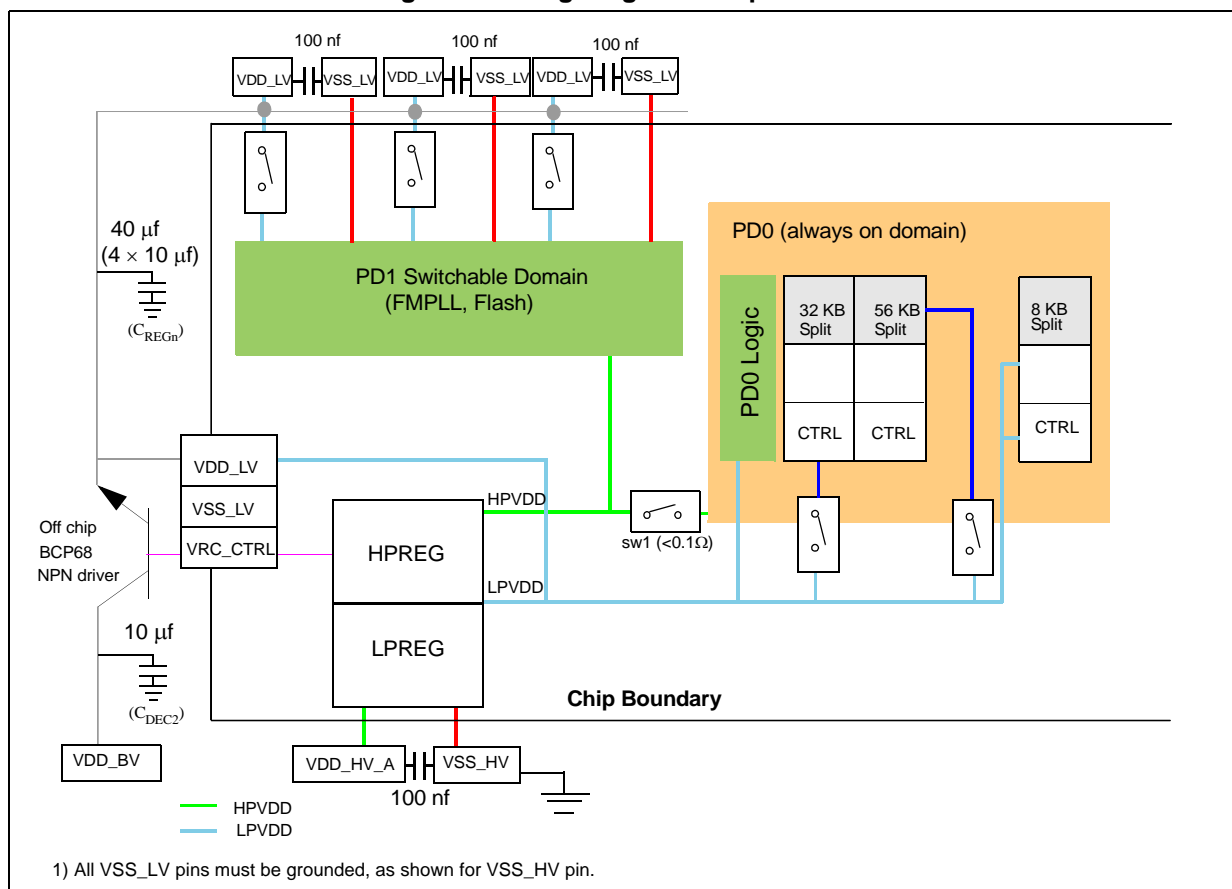 100 nf
100 nf
100 nf
VDD_LV
VSS_LV
VDD_LV
VSS_LV
VDD_LV
VSS_LV
40 μf
(4 × 10 μf)
(CREGn)
PD1 Switchable Domain
(FMPLL, Flash)
PD0 (always on domain)
PD0 Logic
32 KB
Split
56 KB
Split
8 KB
Split
CTRL
CTRL
CTRL
VDD_LV
VSS_LV
VRC_CTRL
Off chip
BCP68
NPN driver
HPVDD
sw1 (<0.1Ω)
HPREG
LPVDD
LPREG
10 μf
(CDEC2)
Chip Boundary
VDD_BV
VDD_HV_A
VSS_HV
100 nf
HPVDD
LPVDD
1) All VSS_LV pins must be grounded, as shown for VSS_HV pin.